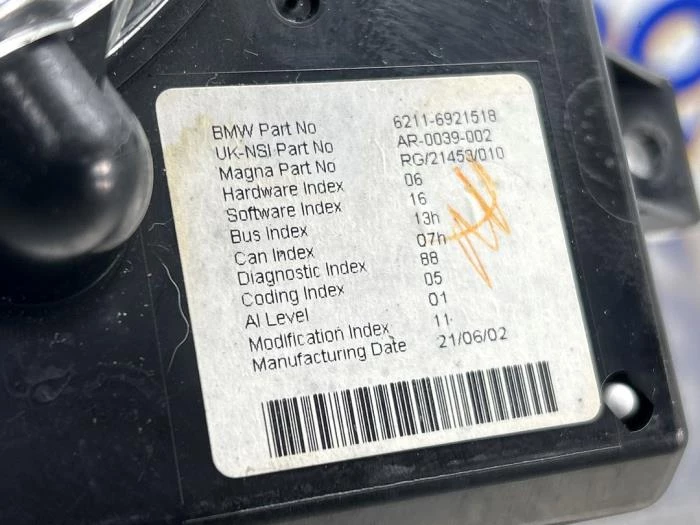 BMW Part No 6211-6921518
UK-NSI Part No AR-0039-002
Magna Part No RG/21453/010
Hardware Index 06
Software Index 16
Bus Index 13h
Can Index 07h
Diagnostic Index 88
Coding Index 05
AI Level 01
Modification Index 11
Manufacturing Date 21/06/02